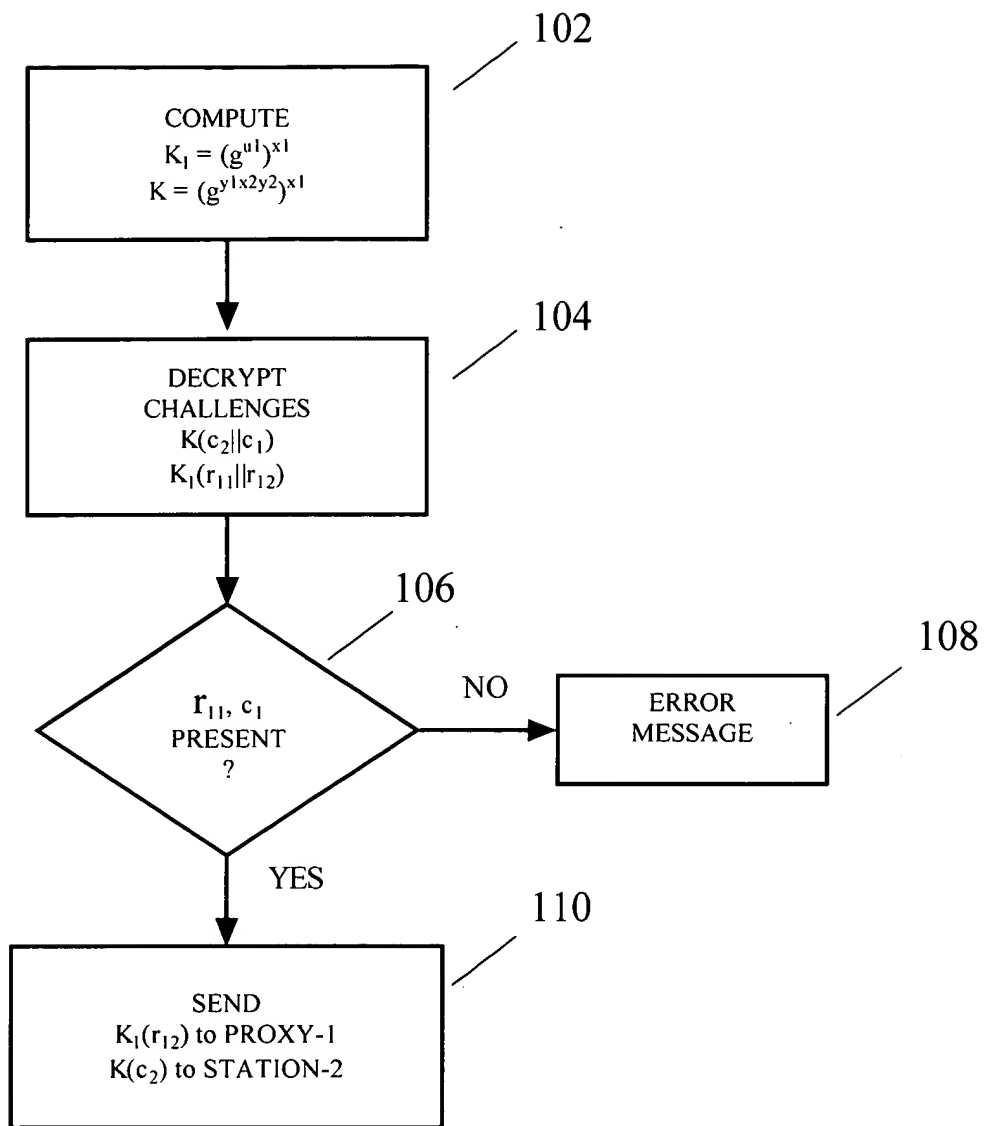 102
COMPUTE
K₁ = (g^{u1})^{x1}
K = (g^{y1x2y2})^{x1}
104
DECRYPT
CHALLENGES
K(c₂||c₁)
K₁(r₁₁||r₁₂)
106
r₁₁, c₁
PRESENT
?
NO
108
ERROR
MESSAGE
YES
110
SEND
K₁(r₁₂) to PROXY-1
K(c₂) to STATION-2